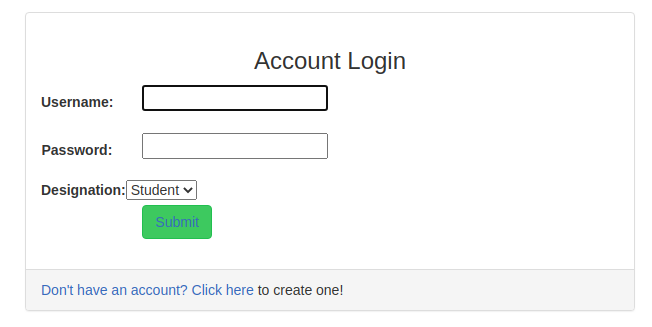 Account Login
Username:
Password:
Designation: Student
Submit
Don't have an account? Click here to create one!